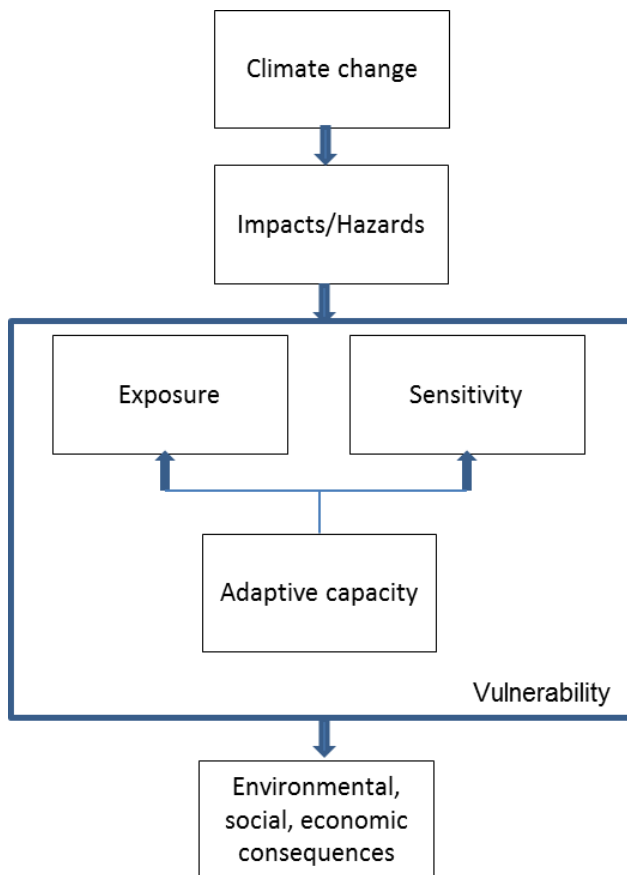 Climate change
Impacts/Hazards
Exposure
Sensitivity
Adaptive capacity
Vulnerability
Environmental,
social, economic
consequences